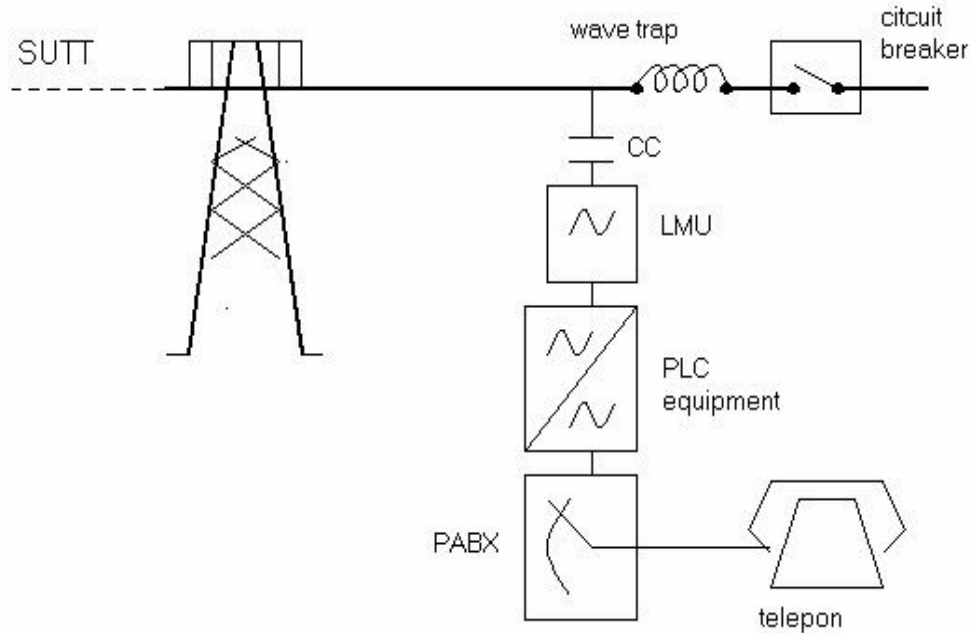 SUTT
wave trap
citcuit
breaker
CC
LMU
PLC
equipment
PABX
telepon